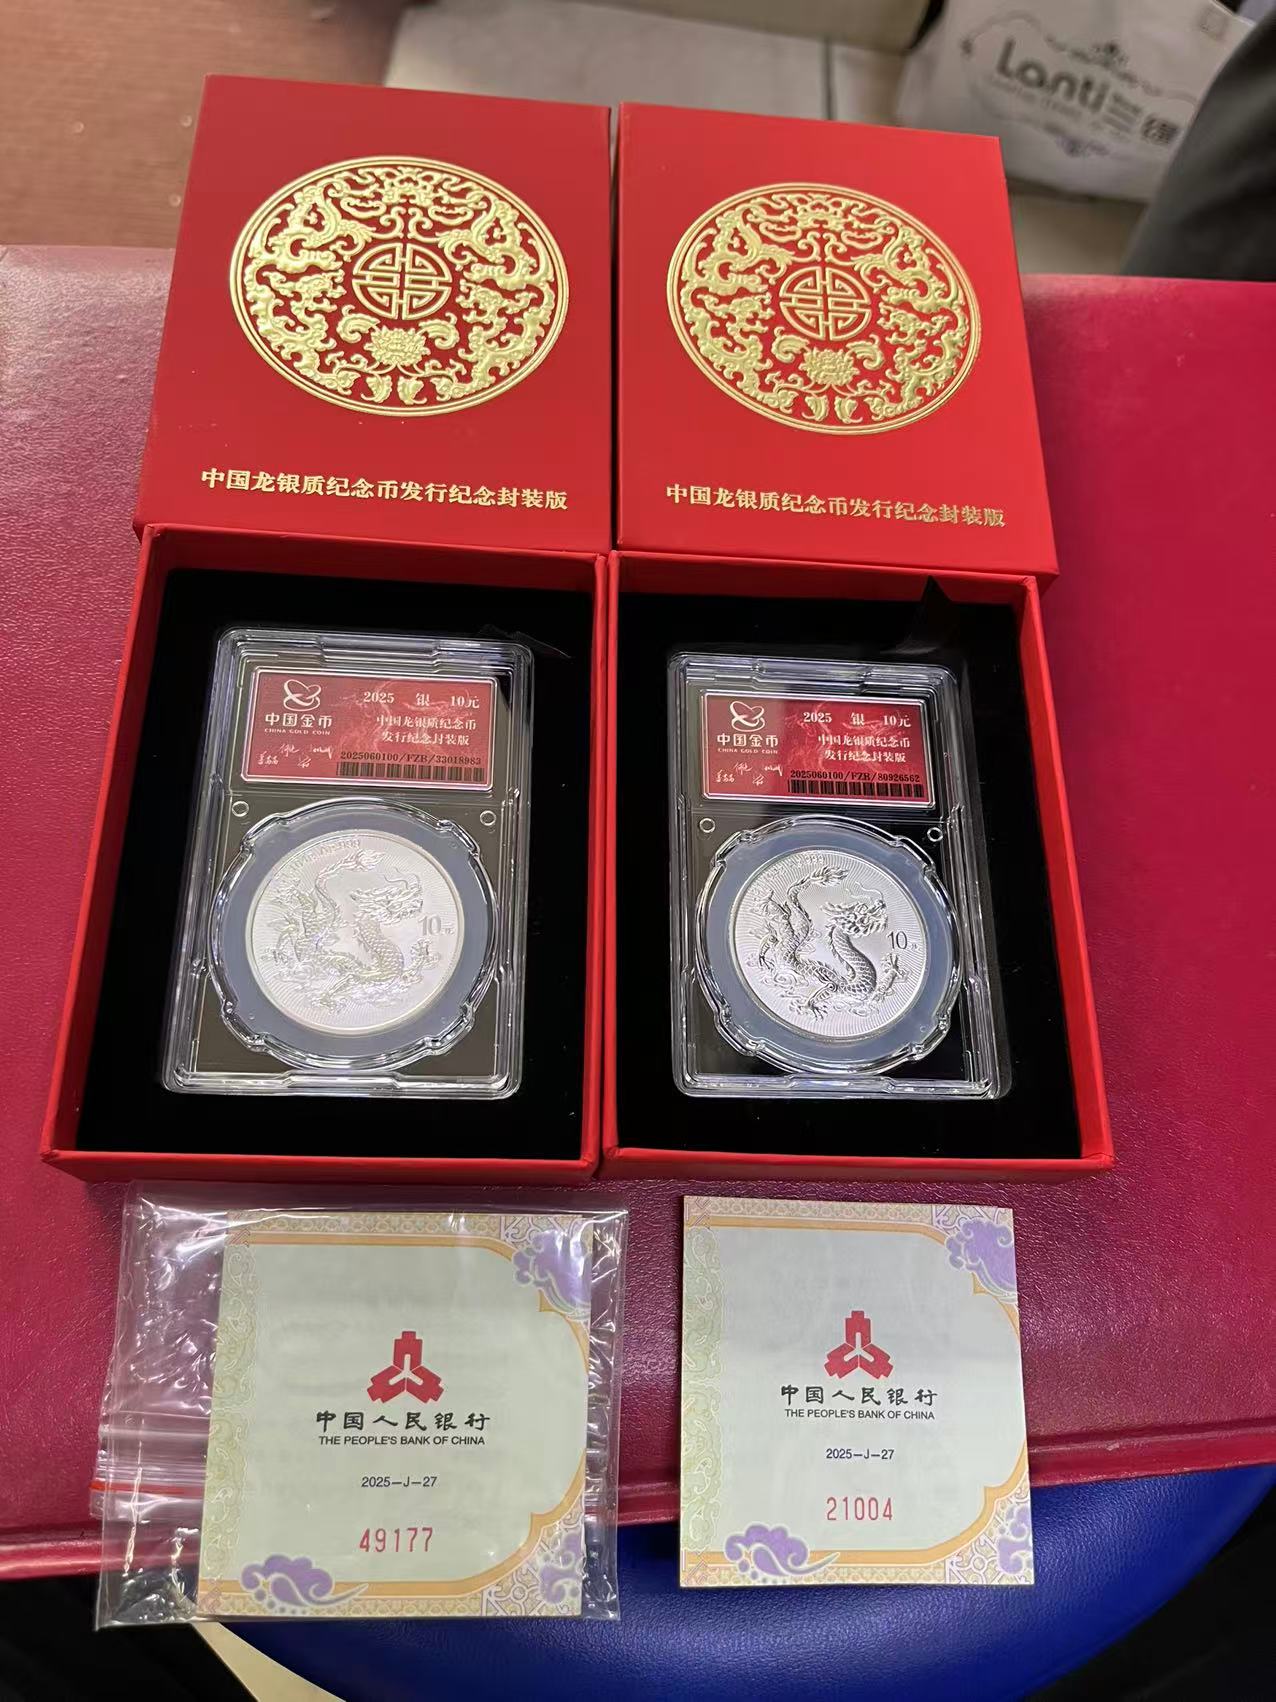 Lanti
中国龙银质纪念币发行纪念封装版
中国龙银质纪念币发行纪念封装版
中国金币
CHINA GOLD COIN
2025 银 10元
中国龙银质纪念币
发行纪念封装版
2025060100/FZB/33018983
中国金币
CHINA GOLD COIN
2025 银 10元
中国龙银质纪念币
发行纪念封装版
2025060100/FZB/80926562
10元
10元
中国人民银行
THE PEOPLE'S BANK OF CHINA
2025-J-27
49177
中国人民银行
THE PEOPLE'S BANK OF CHINA
2025-J-27
21004